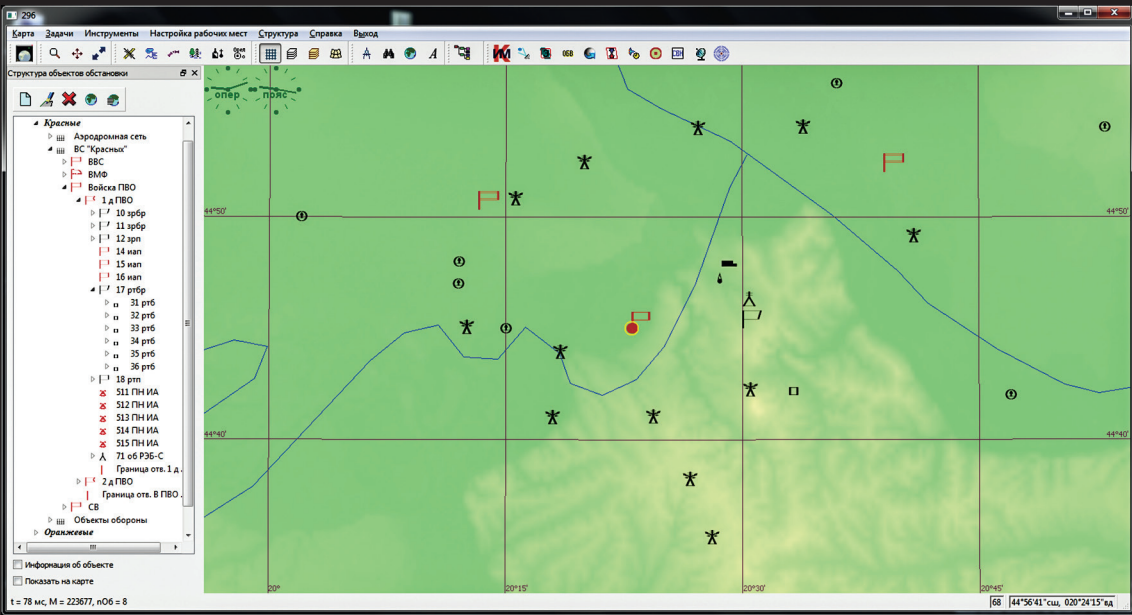 296
Карта Задачи Инструменты Настройка рабочих мест Структура Справка Выход
Структура объектов обстановки
Красные
Аэродромная сеть
ВС "Красных"
ВВС
ВМФ
Войска ПВО
1 д ПВО
10 зрбр
11 зрбр
12 зрп
14 иап
15 иап
16 иап
17 ртбр
31 ртб
32 ртб
33 ртб
34 ртб
35 ртб
36 ртб
18 ртп
511 ПН ИА
512 ПН ИА
513 ПН ИА
514 ПН ИА
515 ПН ИА
71 об РЭБ-С
Граница отв. 1 д.
2 д ПВО
Граница отв. В ПВО .
СВ
Объекты обороны
Оранжевые
Информация об объекте
Показать на карте
t = 78 мс, M = 223677, пОб = 8
опер пояс
44°50' 44°50'
44°40' 44°40'
20° 20°15' 20°30' 20°45'
68 44°56'41"сш, 020°24'15"вд